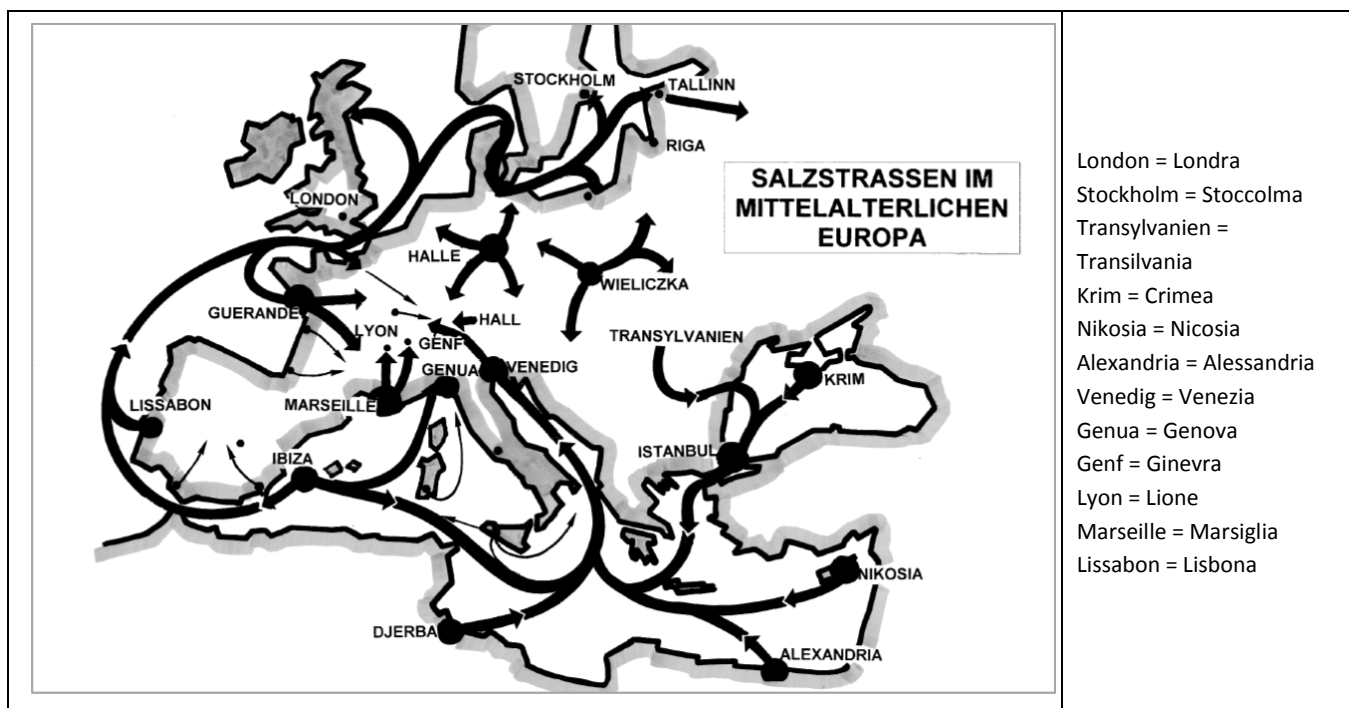 STOCKHOLM
TALLINN
RIGA
LONDON
SALZSTRASSEN IM
MITTELALTERLICHEN
EUROPA
HALLE
WIELICZKA
GUERANDE
HALL
LYON
GENF
TRANSYLVANIEN
GENUA
VENEDIG
KRIM
MARSEILLE
LISSABON
IBIZA
ISTANBUL
NIKOSIA
DJERBA
ALEXANDRIA
London = Londra
Stockholm = Stoccolma
Transylvanien =
Transilvania
Krim = Crimea
Nikosia = Nicosia
Alexandria = Alessandria
Venedig = Venezia
Genua = Genova
Genf = Ginevra
Lyon = Lione
Marseille = Marsiglia
Lissabon = Lisbona